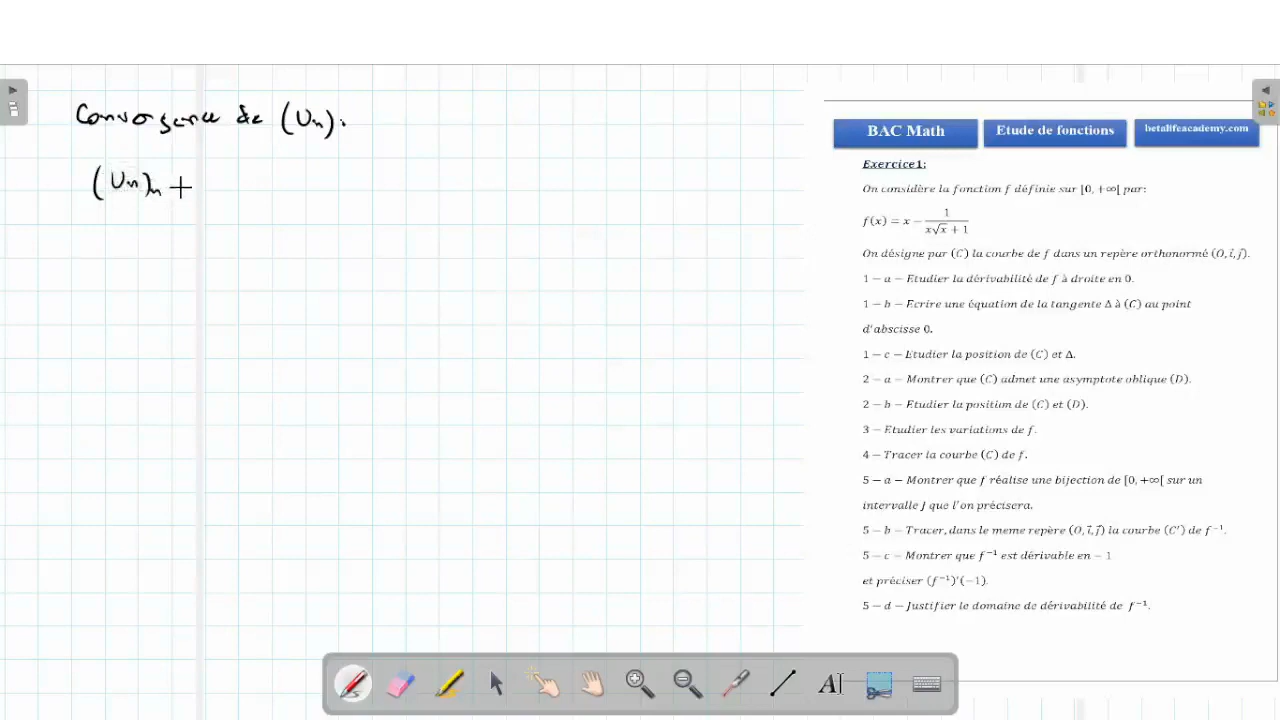 Convergence de (Un).
(Un)n +
BAC Math
Etude de fonctions
betalifeacademy.com
Exercice1:
On considère la fonction f définie sur [0, +∞[ par:
f(x) = x − 1 / (x√x + 1)
On désigne par (C) la courbe de f dans un repère orthonormé (O, i⃗, j⃗).
1 − a − Etudier la dérivabilité de f à droite en 0.
1 − b − Ecrire une équation de la tangente Δ à (C) au point
d'abscisse 0.
1 − c − Etudier la position de (C) et Δ.
2 − a − Montrer que (C) admet une asymptote oblique (D).
2 − b − Etudier la position de (C) et (D).
3 − Etudier les variations de f.
4 − Tracer la courbe (C) de f.
5 − a − Montrer que f réalise une bijection de [0, +∞[ sur un
intervalle J que l'on précisera.
5 − b − Tracer, dans le meme repère (O, i⃗, j⃗) la courbe (C') de f⁻¹.
5 − c − Montrer que f⁻¹ est dérivable en − 1
et préciser (f⁻¹)'(−1).
5 − d − Justifier le domaine de dérivabilité de f⁻¹.